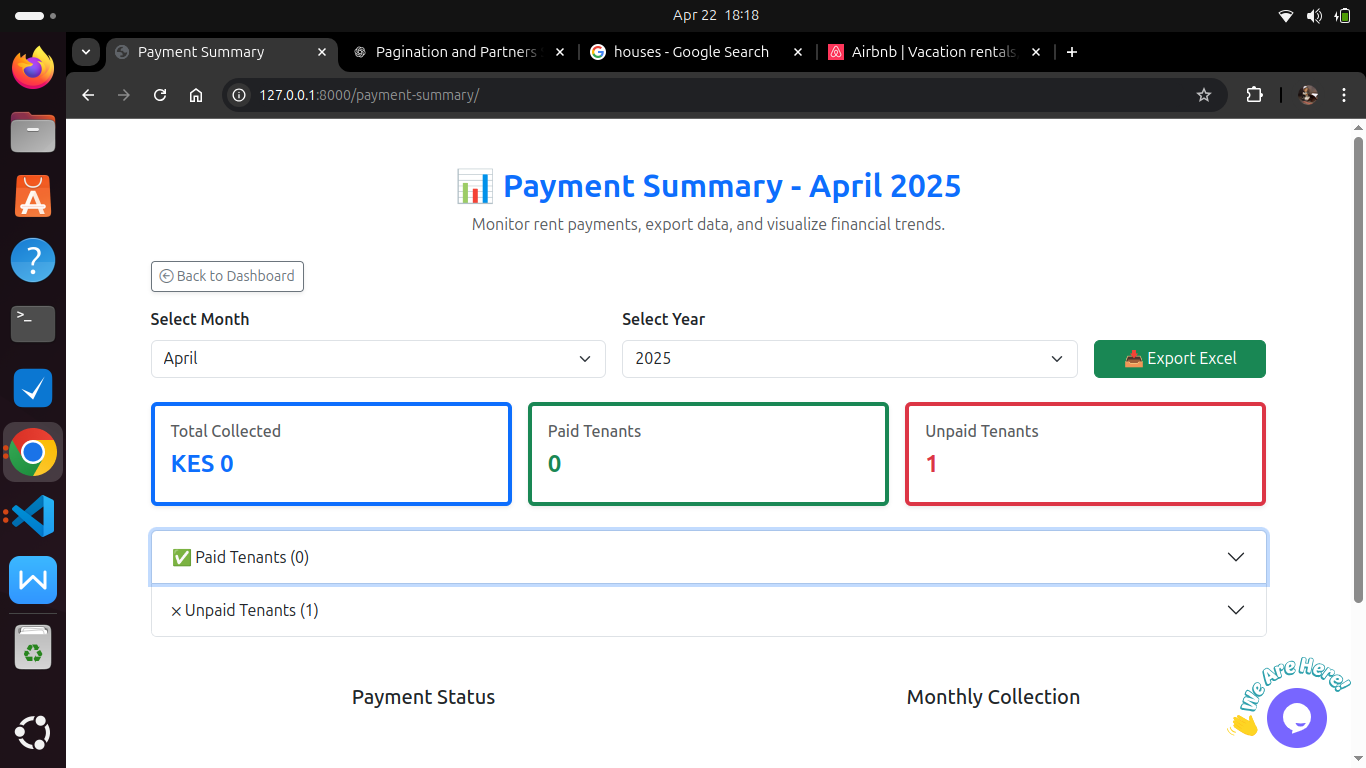 Apr 22 18:18
Payment Summary
Pagination and Partners
houses - Google Search
Airbnb | Vacation rentals,
127.0.0.1:8000/payment-summary/
📊 Payment Summary - April 2025
Monitor rent payments, export data, and visualize financial trends.
Back to Dashboard
Select Month
Select Year
April
2025
📥 Export Excel
Total Collected
KES 0
Paid Tenants
0
Unpaid Tenants
1
✅ Paid Tenants (0)
× Unpaid Tenants (1)
Payment Status
Monthly Collection
We Are Here!